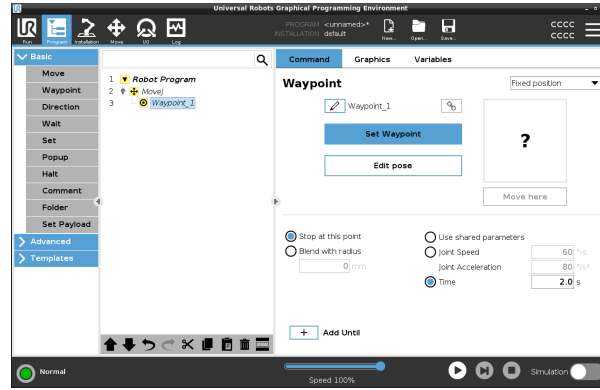 Universal Robots Graphical Programming Environment
Run Program Installation Move I/O Log
PROGRAM <unnamed>*
INSTALLATION default
New... Open... Save...
CCCC
CCCC
Basic
Move
Waypoint
Direction
Wait
Set
Popup
Halt
Comment
Folder
Set Payload
Advanced
Templates
1 Robot Program
2 MoveJ
3 Waypoint_1
Command Graphics Variables
Waypoint
Fixed position
Waypoint_1
Set Waypoint
Edit pose
?
Move here
Stop at this point
Blend with radius
0 mm
Use shared parameters
Joint Speed 60 °/s
Joint Acceleration 80 °/s²
Time 2.0 s
+ Add Until
Normal
Speed 100%
Simulation